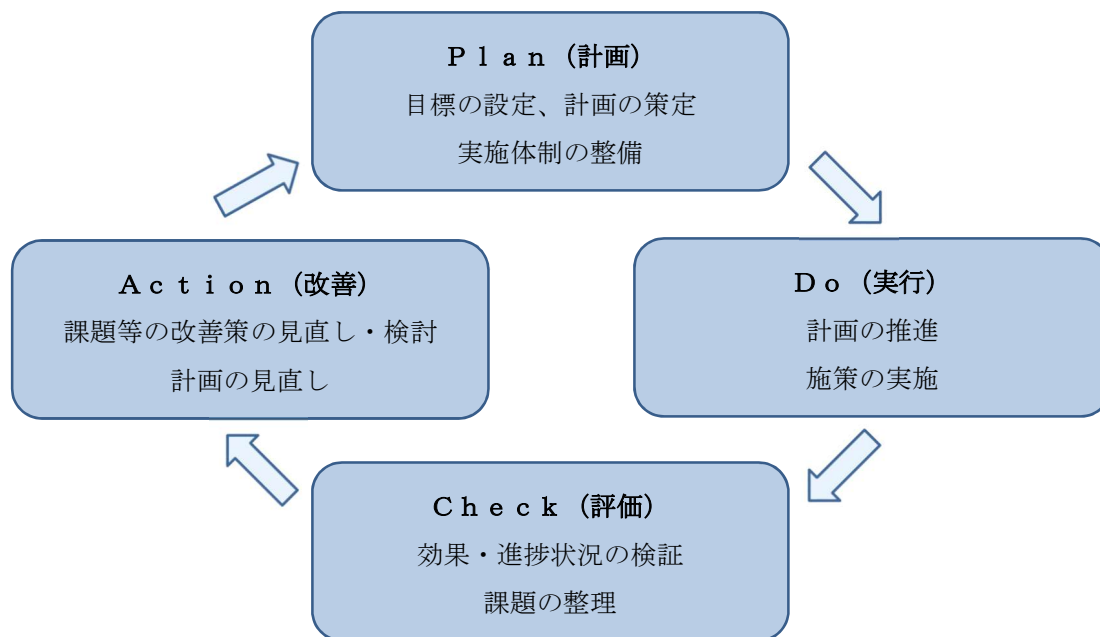 Ｐｌａｎ（計画）
目標の設定、計画の策定
実施体制の整備
Ｄｏ（実行）
計画の推進
施策の実施
Ｃｈｅｃｋ（評価）
効果・進捗状況の検証
課題の整理
Ａｃｔｉｏｎ（改善）
課題等の改善策の見直し・検討
計画の見直し